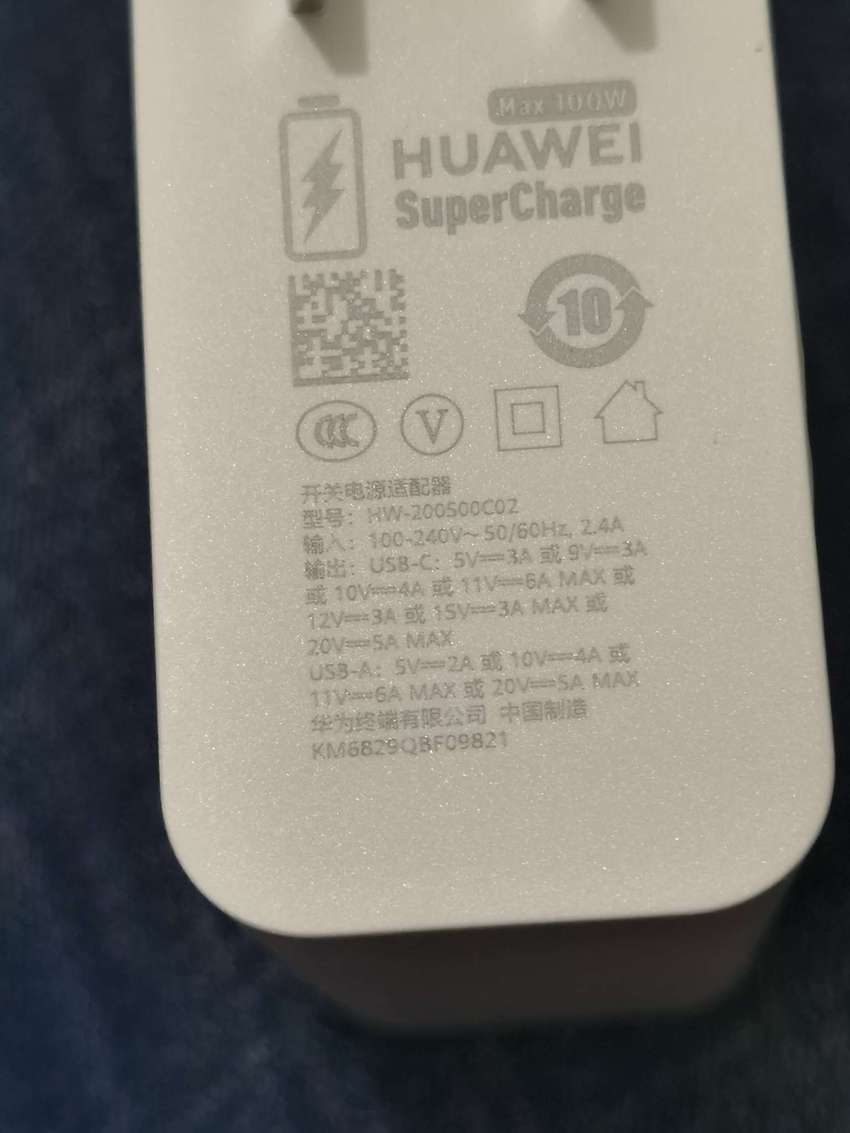 Max 100W
HUAWEI
SuperCharge
10
CCC
V
开关电源适配器
型号：HW-200500C02
输入：100-240V～50/60Hz, 2.4A
输出：USB-C：5V⎓3A 或 9V⎓3A
或 10V⎓4A 或 11V⎓6A MAX 或
12V⎓3A 或 15V⎓3A MAX 或
20V⎓5A MAX
USB-A：5V⎓2A 或 10V⎓4A 或
11V⎓6A MAX 或 20V⎓5A MAX
华为终端有限公司 中国制造
KM6829QBF09821